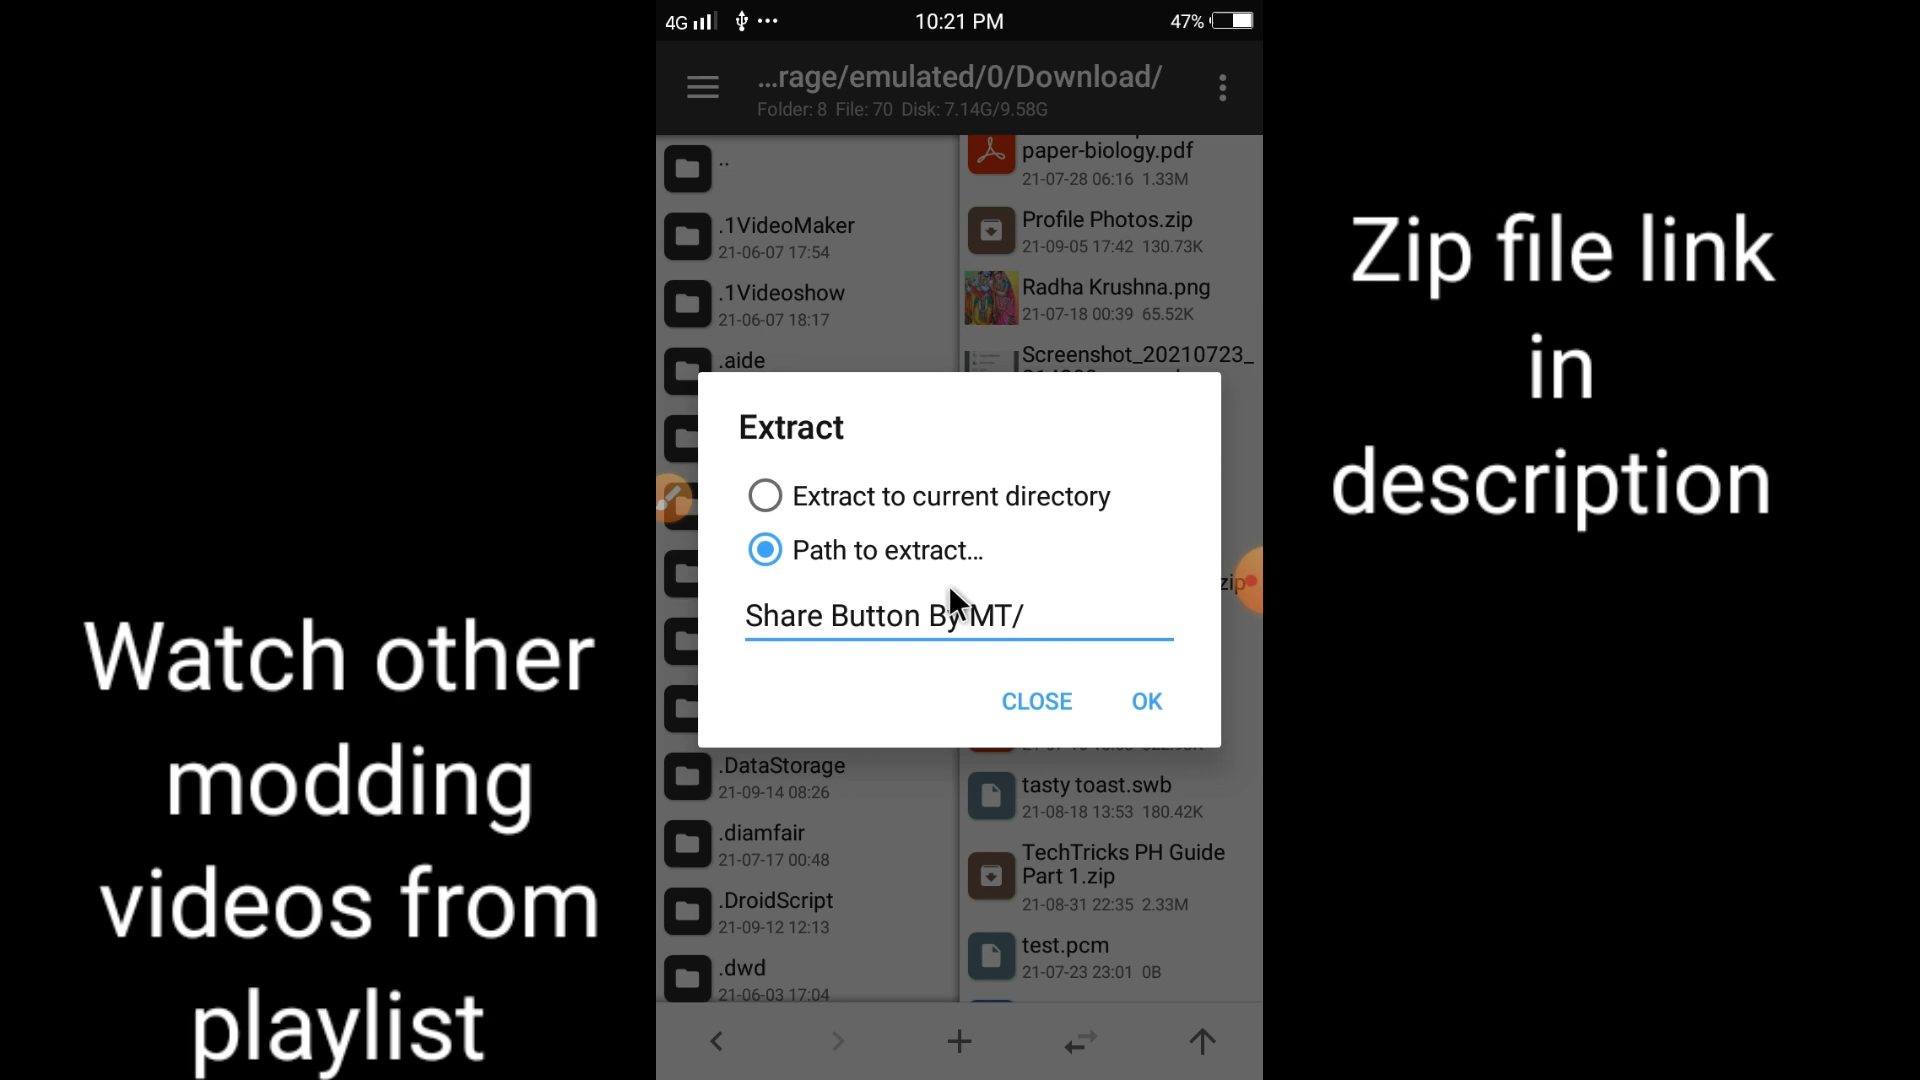 4G
10:21 PM
47%
...rage/emulated/0/Download/
Folder: 8 File: 70 Disk: 7.14G/9.58G
..
.1VideoMaker
21-06-07 17:54
.1Videoshow
21-06-07 18:17
.aide
paper-biology.pdf
21-07-28 06:16 1.33M
Profile Photos.zip
21-09-05 17:42 130.73K
Radha Krushna.png
21-07-18 00:39 65.52K
Screenshot_20210723_
Extract
Extract to current directory
Path to extract...
Share Button By MT/
CLOSE
OK
zip
.DataStorage
21-09-14 08:26
.diamfair
21-07-17 00:48
.DroidScript
21-09-12 12:13
.dwd
21-06-03 17:04
tasty toast.swb
21-08-18 13:53 180.42K
TechTricks PH Guide
Part 1.zip
21-08-31 22:35 2.33M
test.pcm
21-07-23 23:01 0B
Watch other
modding
videos from
playlist
Zip file link
in
description